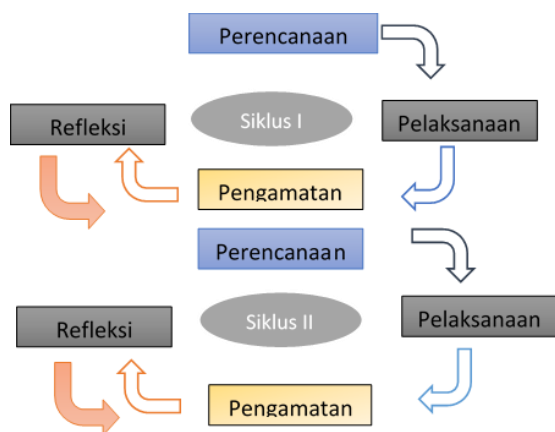 Perencanaan
Refleksi
Siklus I
Pelaksanaan
Pengamatan
Perencanaan
Refleksi
Siklus II
Pelaksanaan
Pengamatan